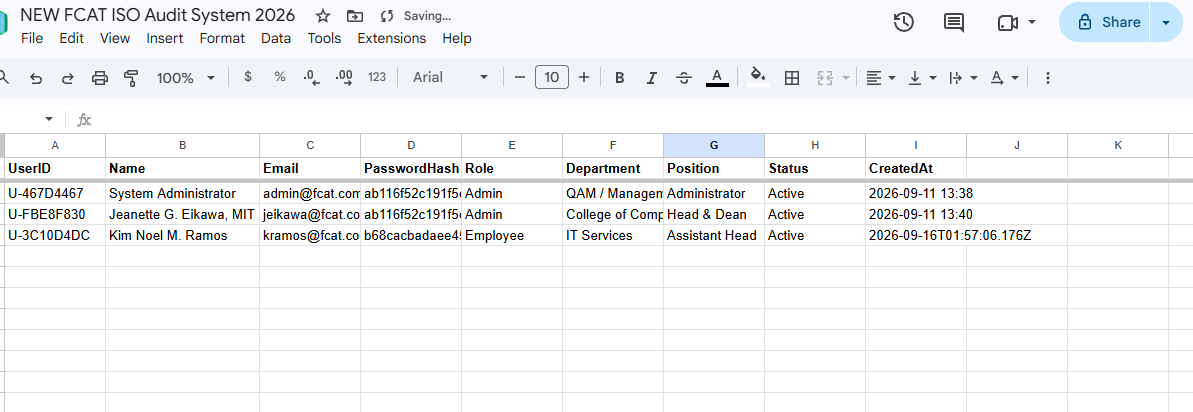 NEW FCAT ISO Audit System 2026 Saving...
File Edit View Insert Format Data Tools Extensions Help
Share
100% $ % .0 .00 123 Arial − 10 + B I S A
fx
A B C D E F G H I J K
UserID Name Email PasswordHash Role Department Position Status CreatedAt
U-467D4467 System Administrator admin@fcat.com ab116f52c191f5 Admin QAM / Managem Administrator Active 2026-09-11 13:38
U-FBE8F830 Jeanette G. Eikawa, MIT jeikawa@fcat.co ab116f52c191f5 Admin College of Comp Head & Dean Active 2026-09-11 13:40
U-3C10D4DC Kim Noel M. Ramos kramos@fcat.co b68cacbadaee4 Employee IT Services Assistant Head Active 2026-09-16T01:57:06.176Z